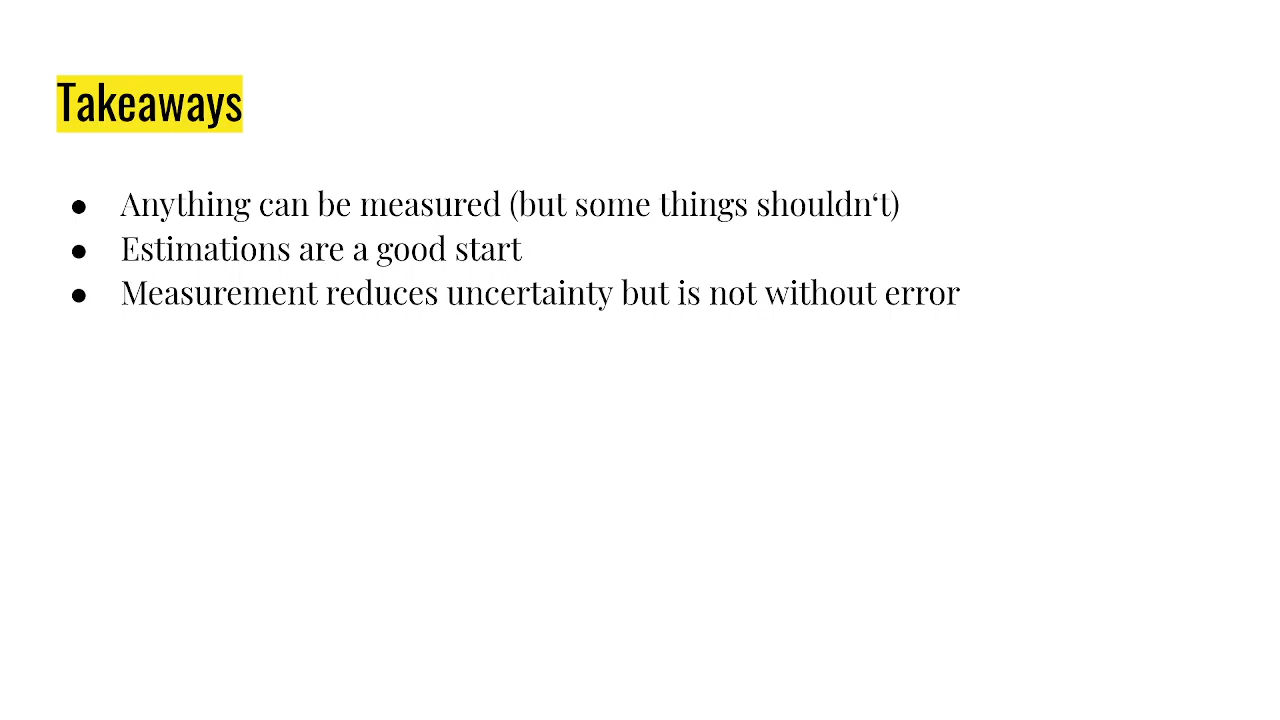 Takeaways
● Anything can be measured (but some things shouldn‘t)
● Estimations are a good start
● Measurement reduces uncertainty but is not without error